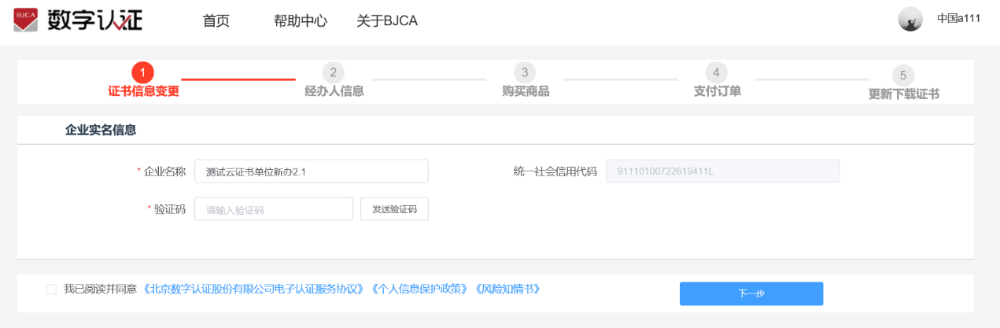 BJCA 数字认证 首页 帮助中心 关于BJCA 中国a111
1 2 3 4 5
证书信息变更 经办人信息 购买商品 支付订单 更新下载证书
企业实名信息
* 企业名称 测试云证书单位新办2.1 统一社会信用代码 91110100722619411L
* 验证码 请输入验证码 发送验证码
我已阅读并同意 《北京数字认证股份有限公司电子认证服务协议》 《个人信息保护政策》 《风险知情书》 下一步